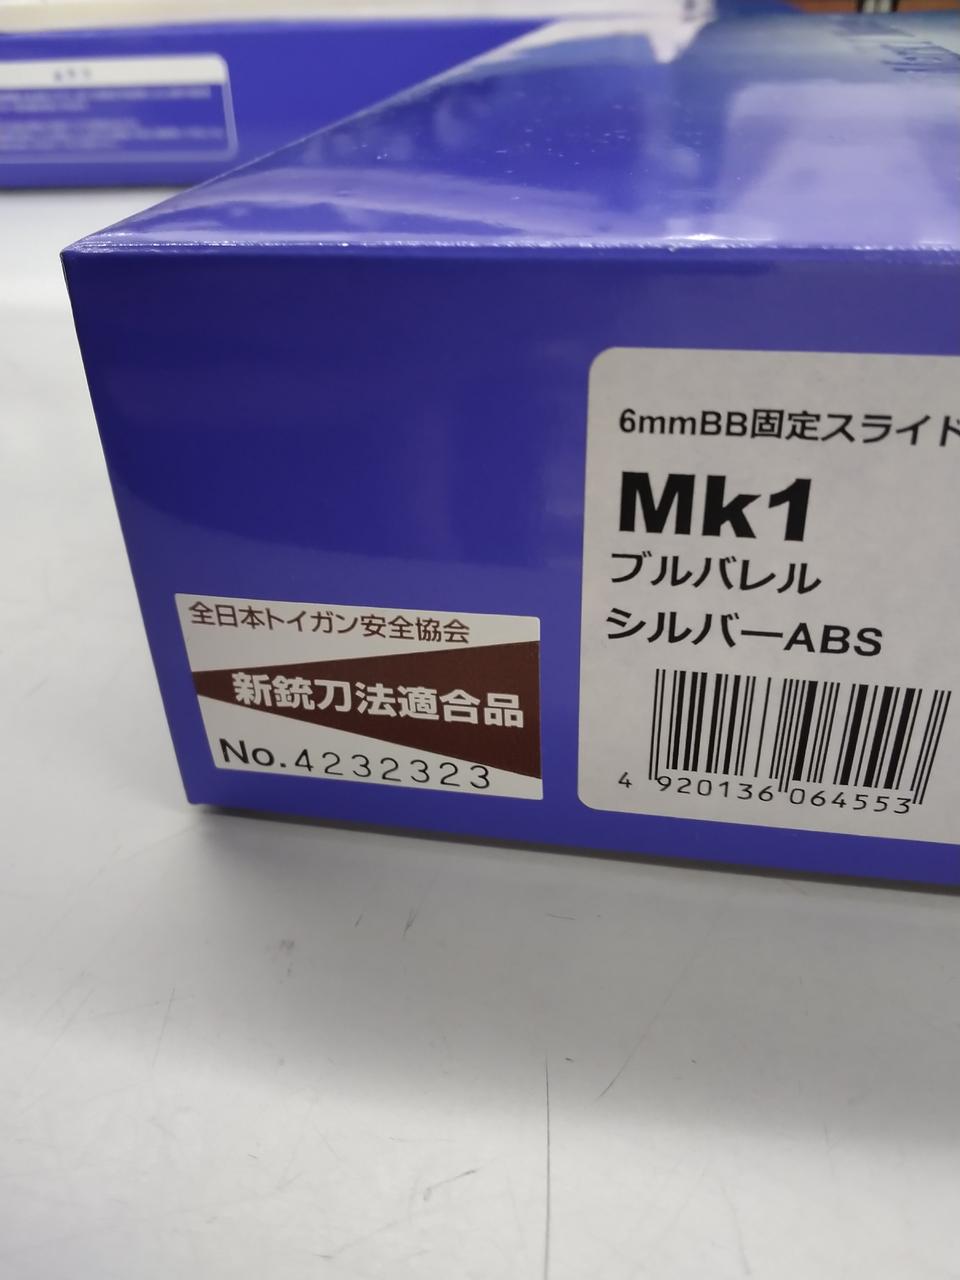 6mmBB固定スライド
Mk1
ブルバレル
シルバーABS
4 920136 064553
全日本トイガン安全協会
新銃刀法適合品
No.4232323